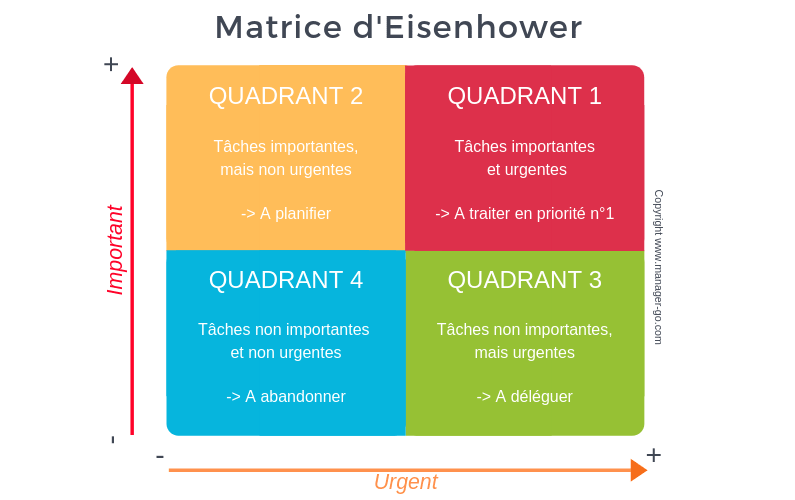 Matrice d'Eisenhower
+
QUADRANT 2
Tâches importantes,
mais non urgentes
-> A planifier
QUADRANT 1
Tâches importantes
et urgentes
-> A traiter en priorité n°1
Important
QUADRANT 4
Tâches non importantes
et non urgentes
-> A abandonner
QUADRANT 3
Tâches non importantes,
mais urgentes
-> A déléguer
Copyright www.manager-go.com
-
-
+
Urgent